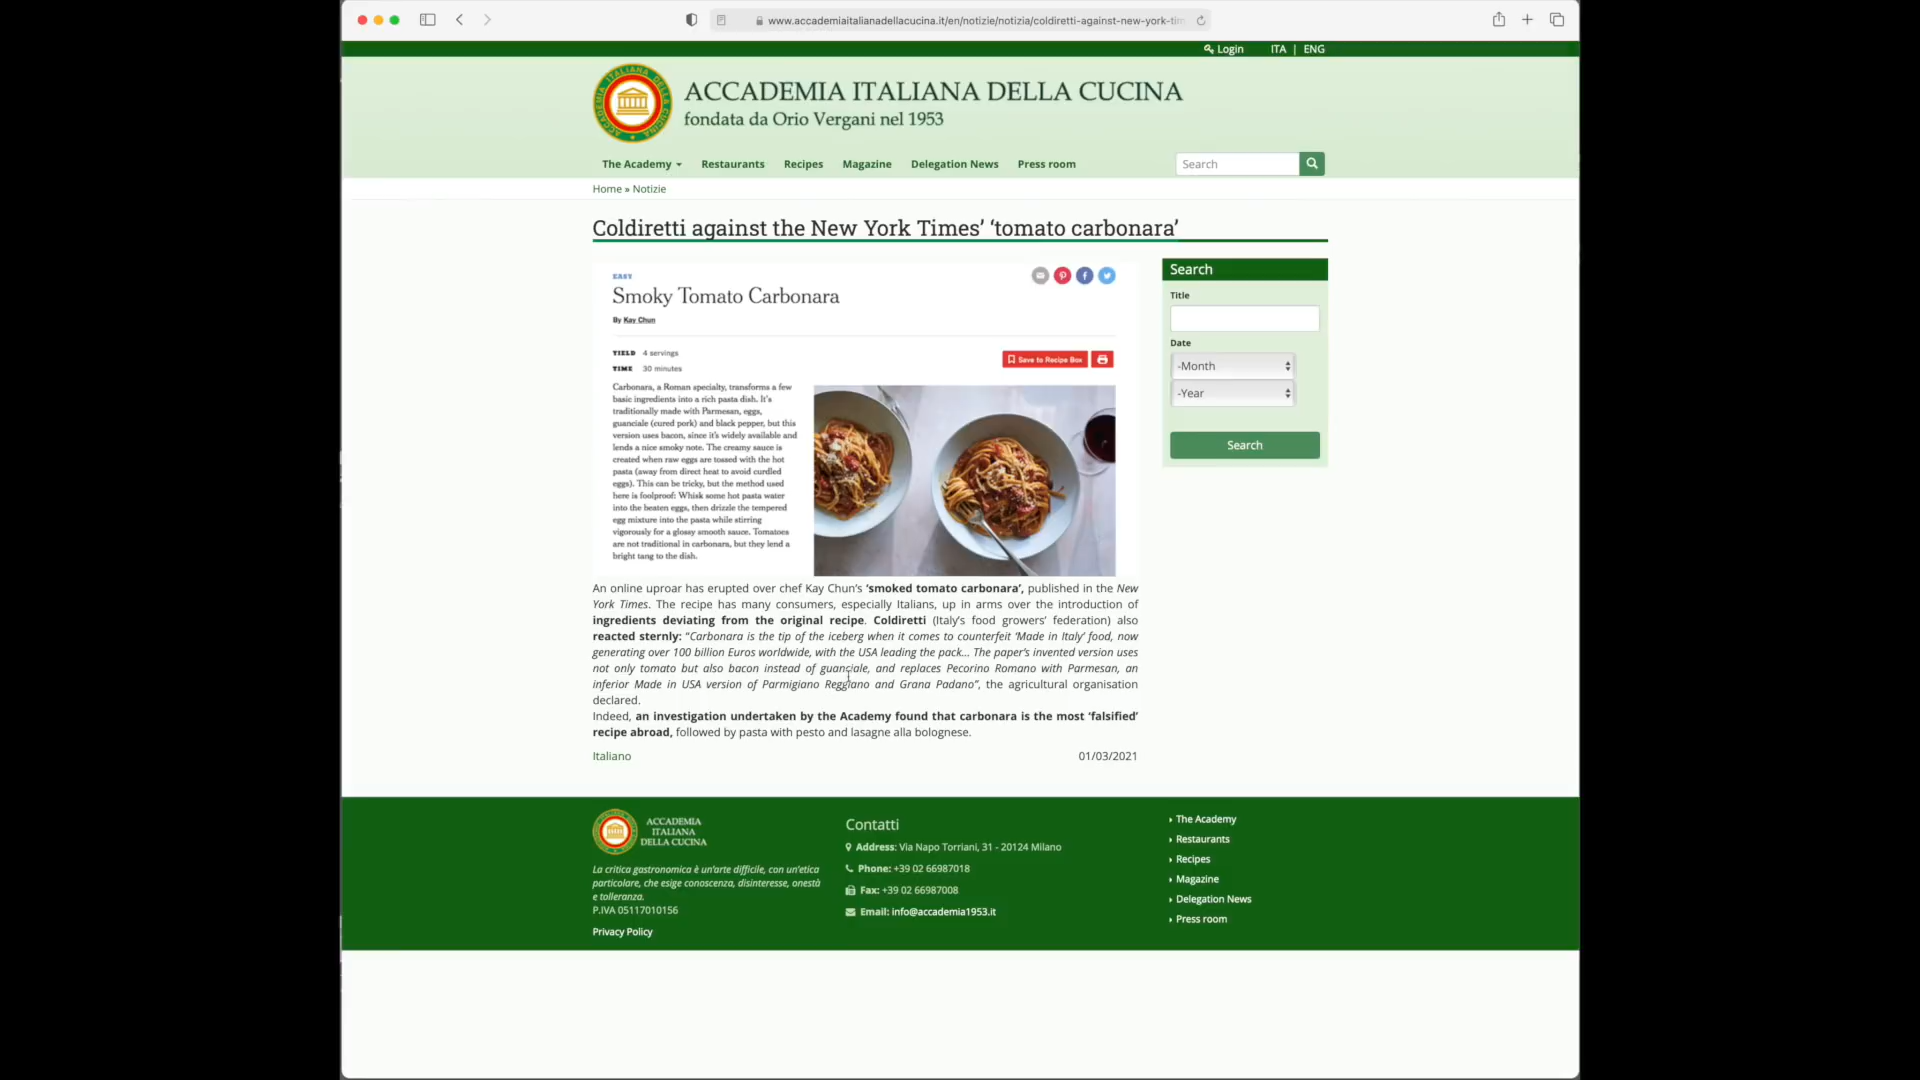 www.accademiaitalianadellacucina.it/en/notizie/notizia/coldiretti-against-new-york-tim
Login ITA | ENG
ACCADEMIA ITALIANA DELLA CUCINA
fondata da Orio Vergani nel 1953
The Academy Restaurants Recipes Magazine Delegation News Press room Search
Home » Notizie
Coldiretti against the New York Times’ ‘tomato carbonara’
EASY
Smoky Tomato Carbonara
By Kay Chun
YIELD 4 servings
TIME 30 minutes
Save to Recipe Box
Carbonara, a Roman specialty, transforms a few
basic ingredients into a rich pasta dish. It’s
traditionally made with Parmesan, eggs,
guanciale (cured pork) and black pepper, but this
version uses bacon, since it’s widely available and
lends a nice smoky note. The creamy sauce is
created when raw eggs are tossed with the hot
pasta (away from direct heat to avoid curdled
eggs). This can be tricky, but the method used
here is foolproof: Whisk some hot pasta water
into the beaten eggs, then drizzle the tempered
egg mixture into the pasta while stirring
vigorously for a glossy smooth sauce. Tomatoes
are not traditional in carbonara, but they lend a
bright tang to the dish.
An online uproar has erupted over chef Kay Chun’s ‘smoked tomato carbonara’, published in the New
York Times. The recipe has many consumers, especially Italians, up in arms over the introduction of
ingredients deviating from the original recipe. Coldiretti (Italy’s food growers’ federation) also
reacted sternly: “Carbonara is the tip of the iceberg when it comes to counterfeit ‘Made in Italy’ food, now
generating over 100 billion Euros worldwide, with the USA leading the pack... The paper’s invented version uses
not only tomato but also bacon instead of guanciale, and replaces Pecorino Romano with Parmesan, an
inferior Made in USA version of Parmigiano Reggiano and Grana Padano”, the agricultural organisation
declared.
Indeed, an investigation undertaken by the Academy found that carbonara is the most ‘falsified’
recipe abroad, followed by pasta with pesto and lasagne alla bolognese.
Italiano 01/03/2021
Search
Title
Date
-Month
-Year
Search
ACCADEMIA
ITALIANA
DELLA CUCINA
La critica gastronomica è un’arte difficile, con un’etica
particolare, che esige conoscenza, disinteresse, onestà
e tolleranza.
P.IVA 05117010156
Privacy Policy
Contatti
Address: Via Napo Torriani, 31 - 20124 Milano
Phone: +39 02 66987018
Fax: +39 02 66987008
Email: info@accademia1953.it
The Academy
Restaurants
Recipes
Magazine
Delegation News
Press room